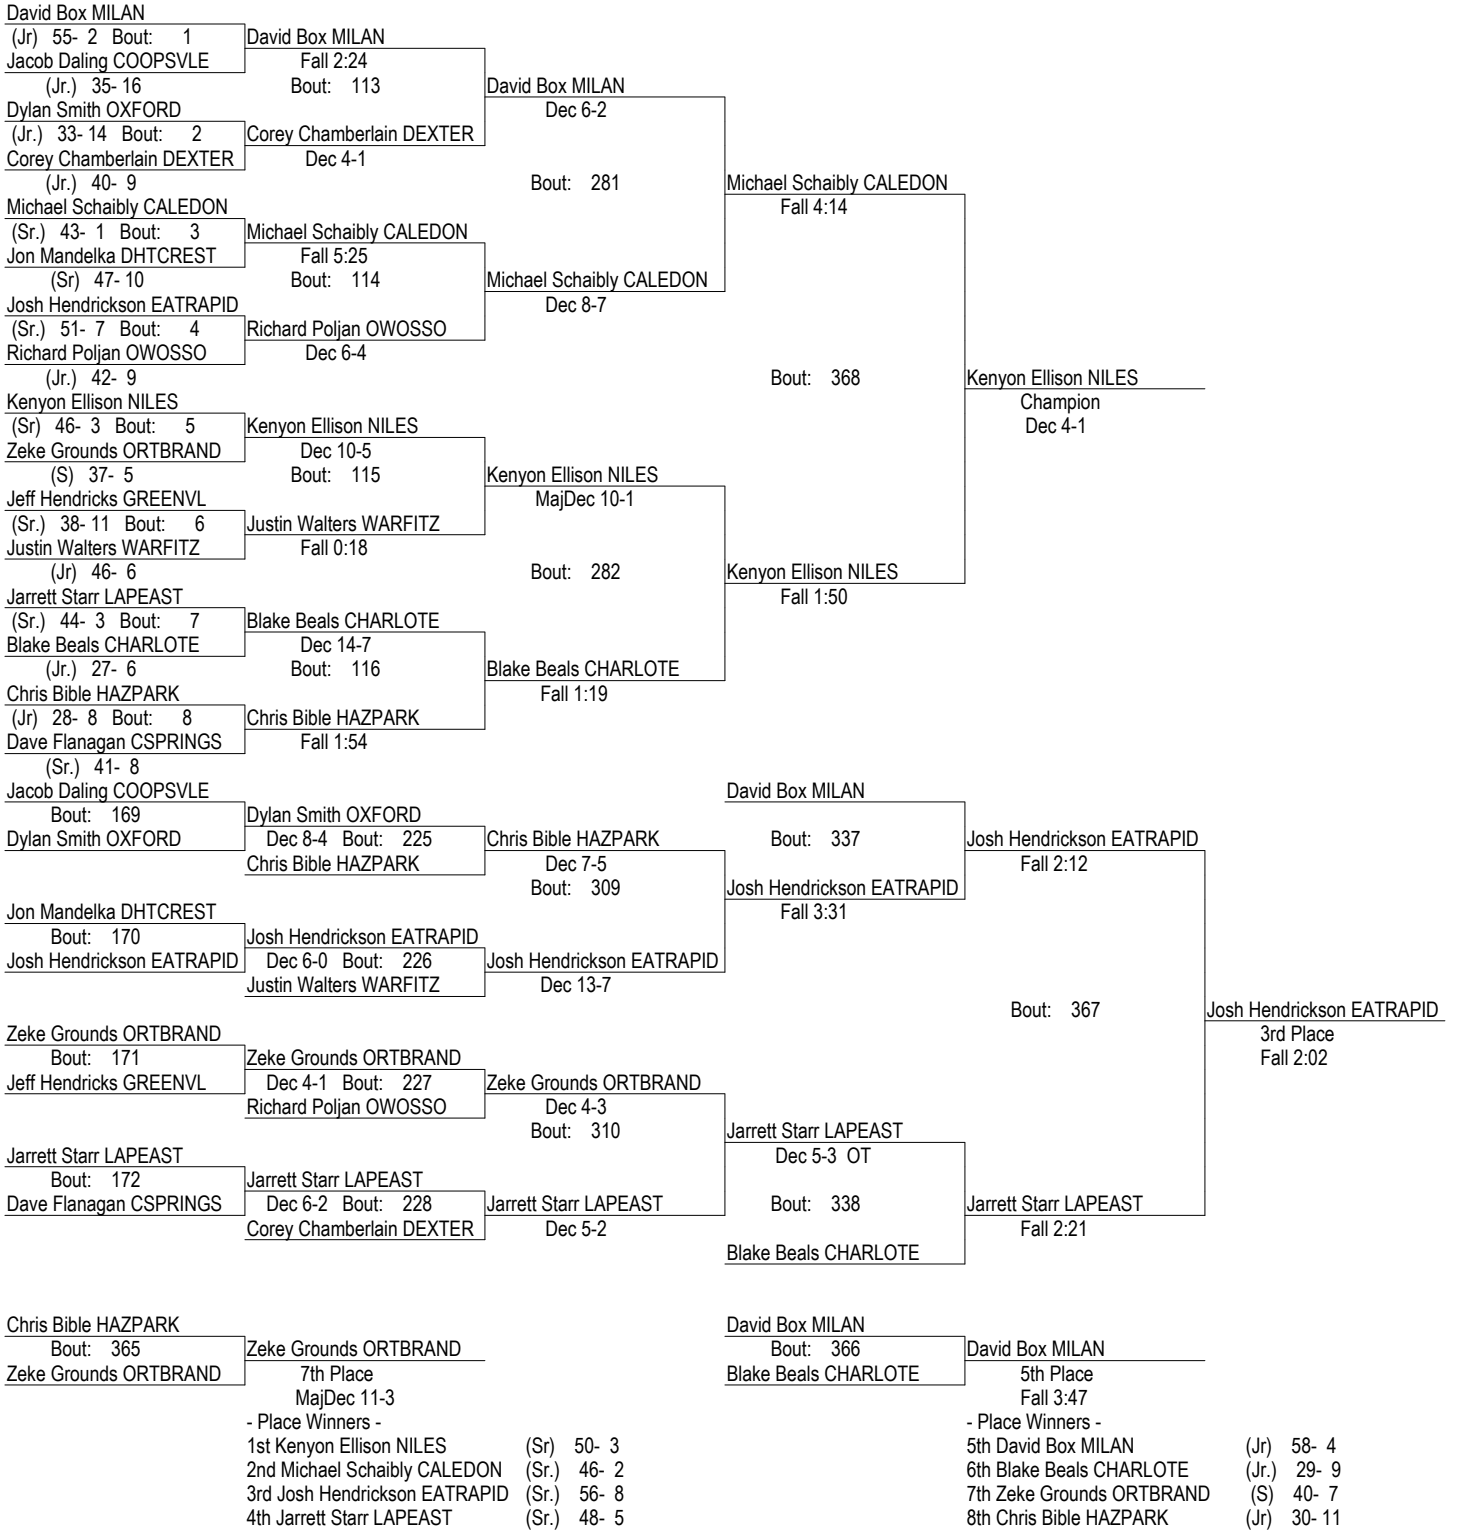 David Box MILAN
(Jr) 55- 2 Bout: 1 David Box MILAN
Jacob Daling COOPSVLE Fall 2:24
(Jr.) 35- 16 Bout: 113 David Box MILAN
Dylan Smith OXFORD Dec 6-2
(Jr.) 33- 14 Bout: 2 Corey Chamberlain DEXTER
Corey Chamberlain DEXTER Dec 4-1
(Jr.) 40- 9 Bout: 281 Michael Schaibly CALEDON
Michael Schaibly CALEDON Fall 4:14
(Sr.) 43- 1 Bout: 3 Michael Schaibly CALEDON
Jon Mandelka DHTCREST Fall 5:25
(Sr) 47- 10 Bout: 114 Michael Schaibly CALEDON
Josh Hendrickson EATRAPID Dec 8-7
(Sr.) 51- 7 Bout: 4 Richard Poljan OWOSSO
Richard Poljan OWOSSO Dec 6-4
(Jr.) 42- 9 Bout: 368 Kenyon Ellison NILES
Kenyon Ellison NILES Champion
(Sr) 46- 3 Bout: 5 Kenyon Ellison NILES Dec 4-1
Zeke Grounds ORTBRAND Dec 10-5
(S) 37- 5 Bout: 115 Kenyon Ellison NILES
Jeff Hendricks GREENVL MajDec 10-1
(Sr.) 38- 11 Bout: 6 Justin Walters WARFITZ
Justin Walters WARFITZ Fall 0:18
(Jr) 46- 6 Bout: 282 Kenyon Ellison NILES
Jarrett Starr LAPEAST Fall 1:50
(Sr.) 44- 3 Bout: 7 Blake Beals CHARLOTE
Blake Beals CHARLOTE Dec 14-7
(Jr.) 27- 6 Bout: 116 Blake Beals CHARLOTE
Chris Bible HAZPARK Fall 1:19
(Jr) 28- 8 Bout: 8 Chris Bible HAZPARK
Dave Flanagan CSPRINGS Fall 1:54
(Sr.) 41- 8
Jacob Daling COOPSVLE David Box MILAN
Bout: 169 Dylan Smith OXFORD
Dylan Smith OXFORD Dec 8-4 Bout: 225 Chris Bible HAZPARK Bout: 337 Josh Hendrickson EATRAPID
Chris Bible HAZPARK Dec 7-5 Fall 2:12
Bout: 309 Josh Hendrickson EATRAPID
Jon Mandelka DHTCREST Fall 3:31
Bout: 170 Josh Hendrickson EATRAPID
Josh Hendrickson EATRAPID Dec 6-0 Bout: 226 Josh Hendrickson EATRAPID
Justin Walters WARFITZ Dec 13-7
Bout: 367 Josh Hendrickson EATRAPID
Zeke Grounds ORTBRAND 3rd Place
Bout: 171 Zeke Grounds ORTBRAND Fall 2:02
Jeff Hendricks GREENVL Dec 4-1 Bout: 227 Zeke Grounds ORTBRAND
Richard Poljan OWOSSO Dec 4-3
Bout: 310 Jarrett Starr LAPEAST
Jarrett Starr LAPEAST Dec 5-3 OT
Bout: 172 Jarrett Starr LAPEAST
Dave Flanagan CSPRINGS Dec 6-2 Bout: 228 Jarrett Starr LAPEAST Bout: 338 Jarrett Starr LAPEAST
Corey Chamberlain DEXTER Dec 5-2 Fall 2:21
Blake Beals CHARLOTE
Chris Bible HAZPARK David Box MILAN
Bout: 365 Zeke Grounds ORTBRAND Bout: 366 David Box MILAN
Zeke Grounds ORTBRAND 7th Place Blake Beals CHARLOTE 5th Place
MajDec 11-3 Fall 3:47
- Place Winners - - Place Winners -
1st Kenyon Ellison NILES (Sr) 50- 3 5th David Box MILAN (Jr) 58- 4
2nd Michael Schaibly CALEDON (Sr.) 46- 2 6th Blake Beals CHARLOTE (Jr.) 29- 9
3rd Josh Hendrickson EATRAPID (Sr.) 56- 8 7th Zeke Grounds ORTBRAND (S) 40- 7
4th Jarrett Starr LAPEAST (Sr.) 48- 5 8th Chris Bible HAZPARK (Jr) 30- 11